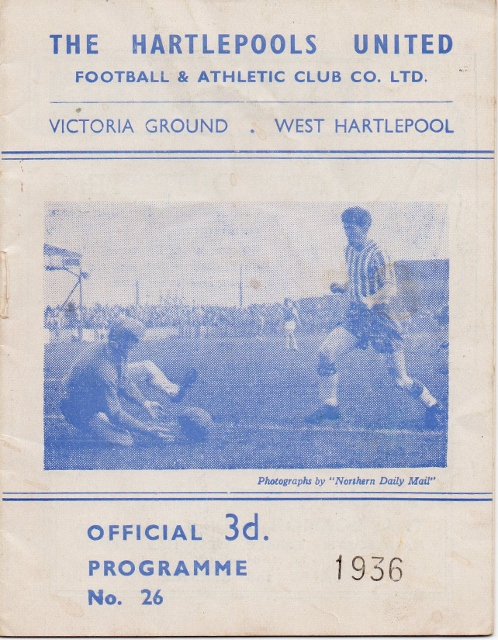 THE HARTLEPOOLS UNITED
FOOTBALL & ATHLETIC CLUB CO. LTD.
VICTORIA GROUND . WEST HARTLEPOOL
Photographs by "Northern Daily Mail"
OFFICIAL 3d.
PROGRAMME
No. 26
1936